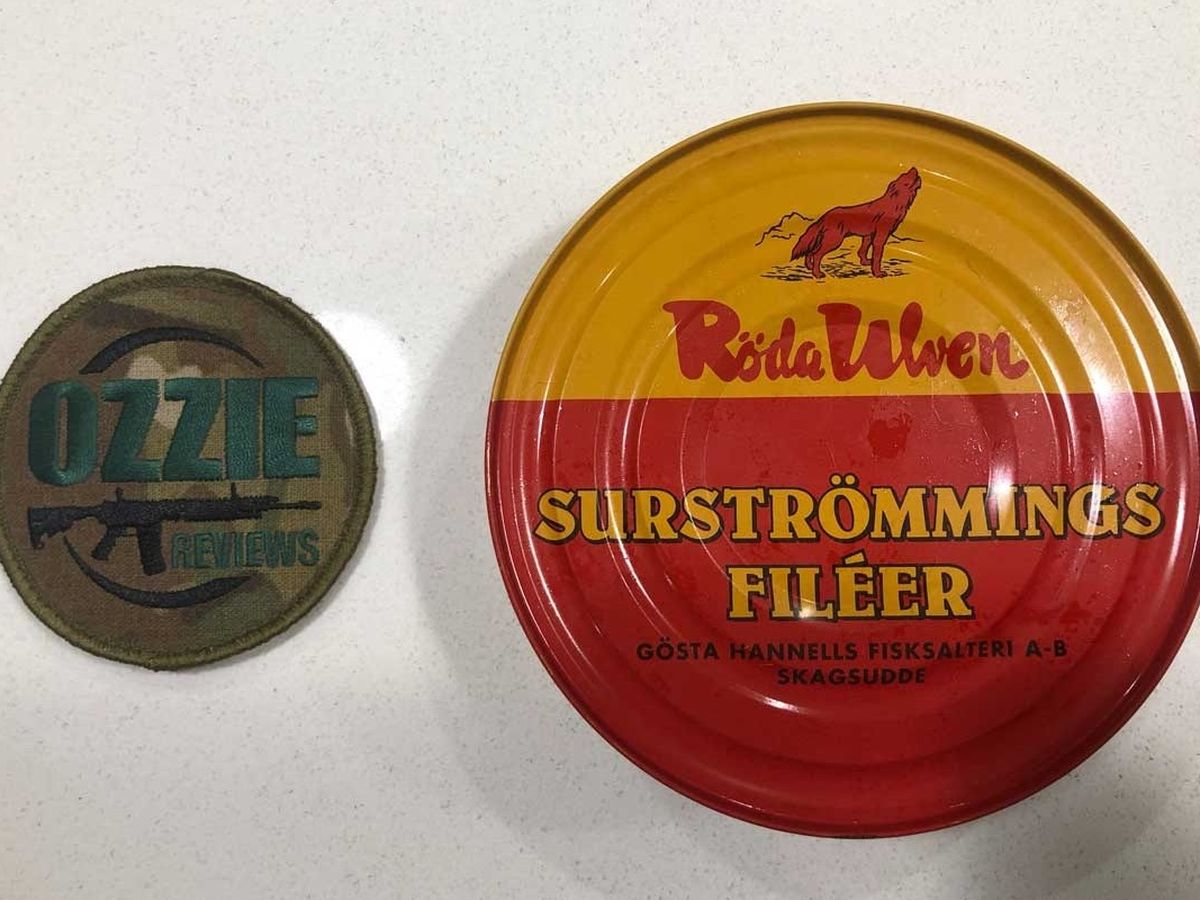 OZZIE
REVIEWS
Röda Ulven
SURSTRÖMMINGS
FILÉER
GÖSTA HANNELLS FISKSALTERI A-B
SKAGSUDDE